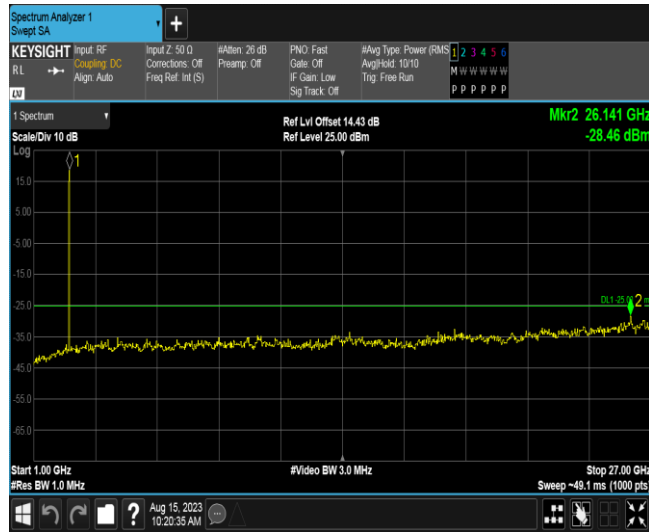 Spectrum Analyzer 1
Swept SA
+
KEYSIGHT
RL
LXI
Input: RF
Coupling: DC
Align: Auto
Input Z: 50 Ω
Corrections: Off
Freq Ref: Int (S)
#Atten: 26 dB
Preamp: Off
PNO: Fast
Gate: Off
IF Gain: Low
Sig Track: Off
#Avg Type: Power (RMS
Avg|Hold: 10/10
Trig: Free Run
1 2 3 4 5 6
M W W W W W
P P P P P P
1 Spectrum
Scale/Div 10 dB
Ref Lvl Offset 14.43 dB
Ref Level 25.00 dBm
Mkr2 26.141 GHz
-28.46 dBm
Log
1
15.0
5.00
-5.00
-15.0
-25.0
DL1 -25.0
2
-35.0
-45.0
-55.0
-65.0
Start 1.00 GHz
#Res BW 1.0 MHz
#Video BW 3.0 MHz
Stop 27.00 GHz
Sweep ~49.1 ms (1000 pts)
?
Aug 15, 2023
10:20:35 AM